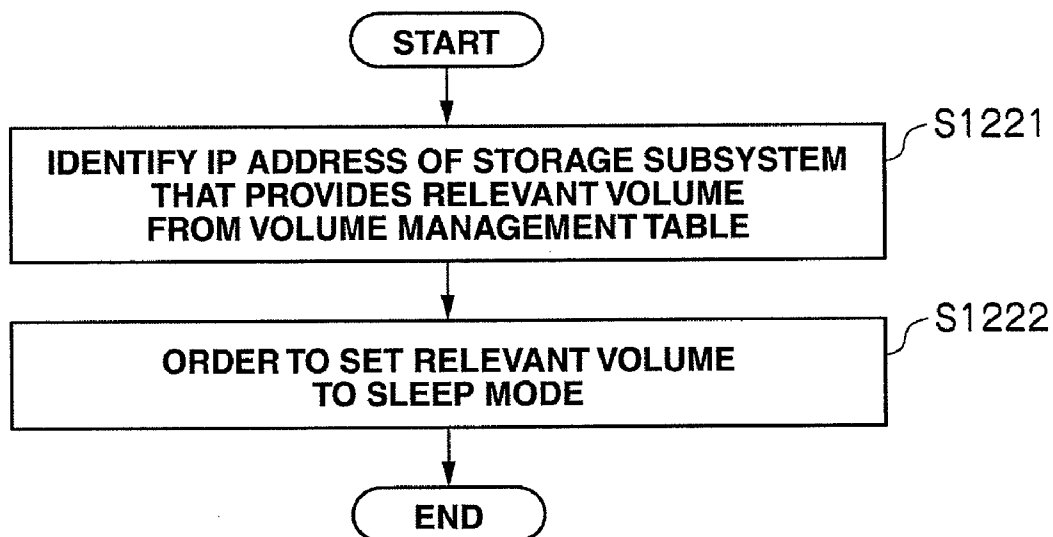 START
IDENTIFY IP ADDRESS OF STORAGE SUBSYSTEM
THAT PROVIDES RELEVANT VOLUME
FROM VOLUME MANAGEMENT TABLE
S1221
ORDER TO SET RELEVANT VOLUME
TO SLEEP MODE
S1222
END